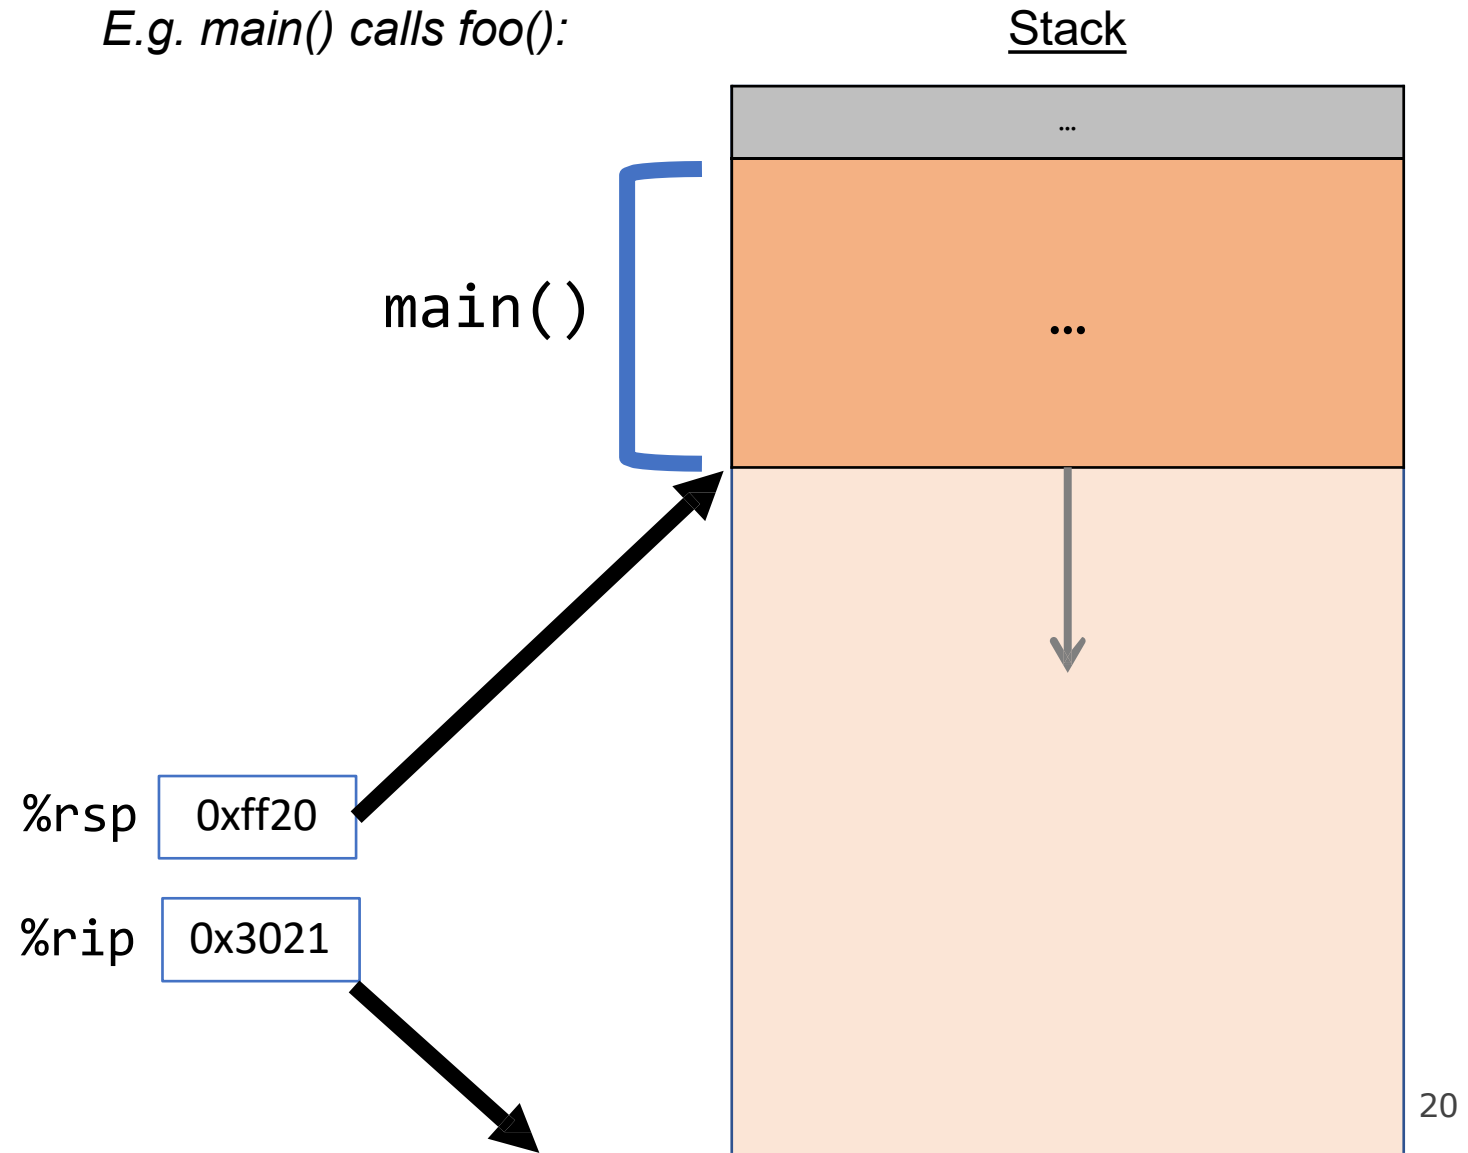 E.g. main() calls foo():
Stack
...
main()
...
%rsp 0xff20
%rip 0x3021
20